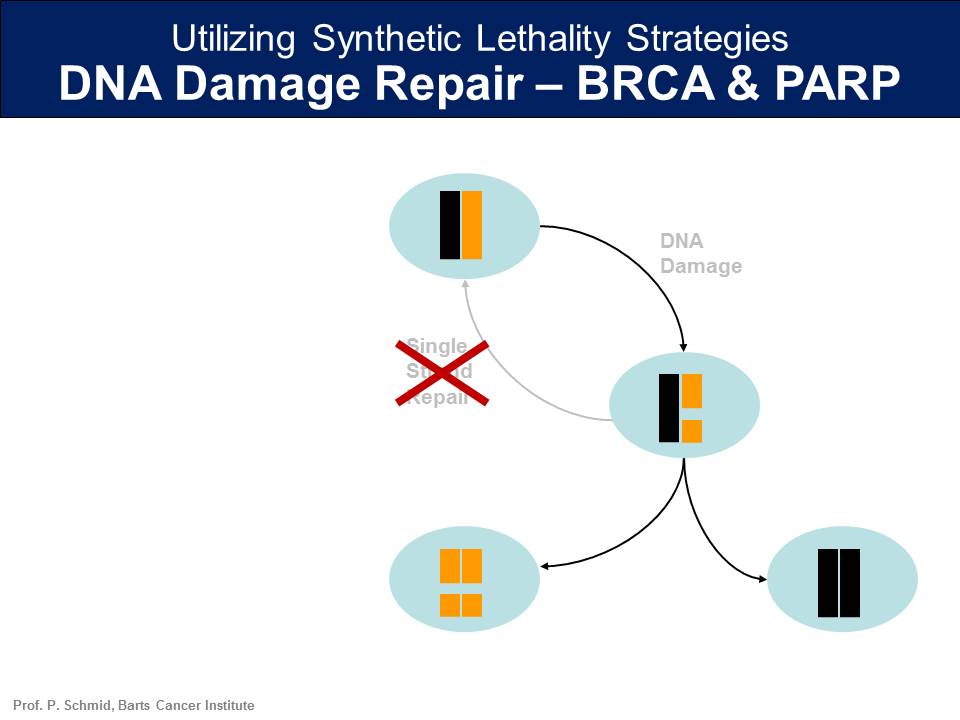 Utilizing Synthetic Lethality Strategies
DNA Damage Repair – BRCA & PARP
DNA
Damage
Single
Strand
Repair
Prof. P. Schmid, Barts Cancer Institute